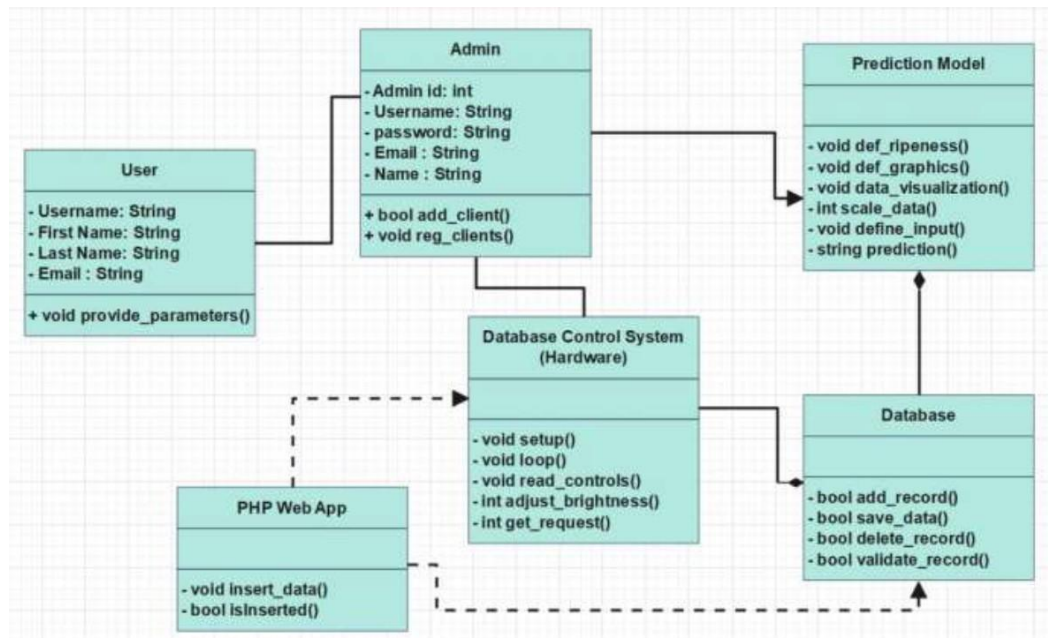 Admin
- Admin id: int
- Username: String
- password: String
- Email : String
- Name : String
+ bool add_client()
+ void reg_clients()
Prediction Model
- void def_ripeness()
- void def_graphics()
- void data_visualization()
- int scale_data()
- void define_input()
- string prediction()
User
- Username: String
- First Name: String
- Last Name: String
- Email : String
+ void provide_parameters()
Database Control System
(Hardware)
- void setup()
- void loop()
- void read_controls()
- int adjust_brightness()
- int get_request()
Database
- bool add_record()
- bool save_data()
- bool delete_record()
- bool validate_record()
PHP Web App
- void insert_data()
- bool isInserted()